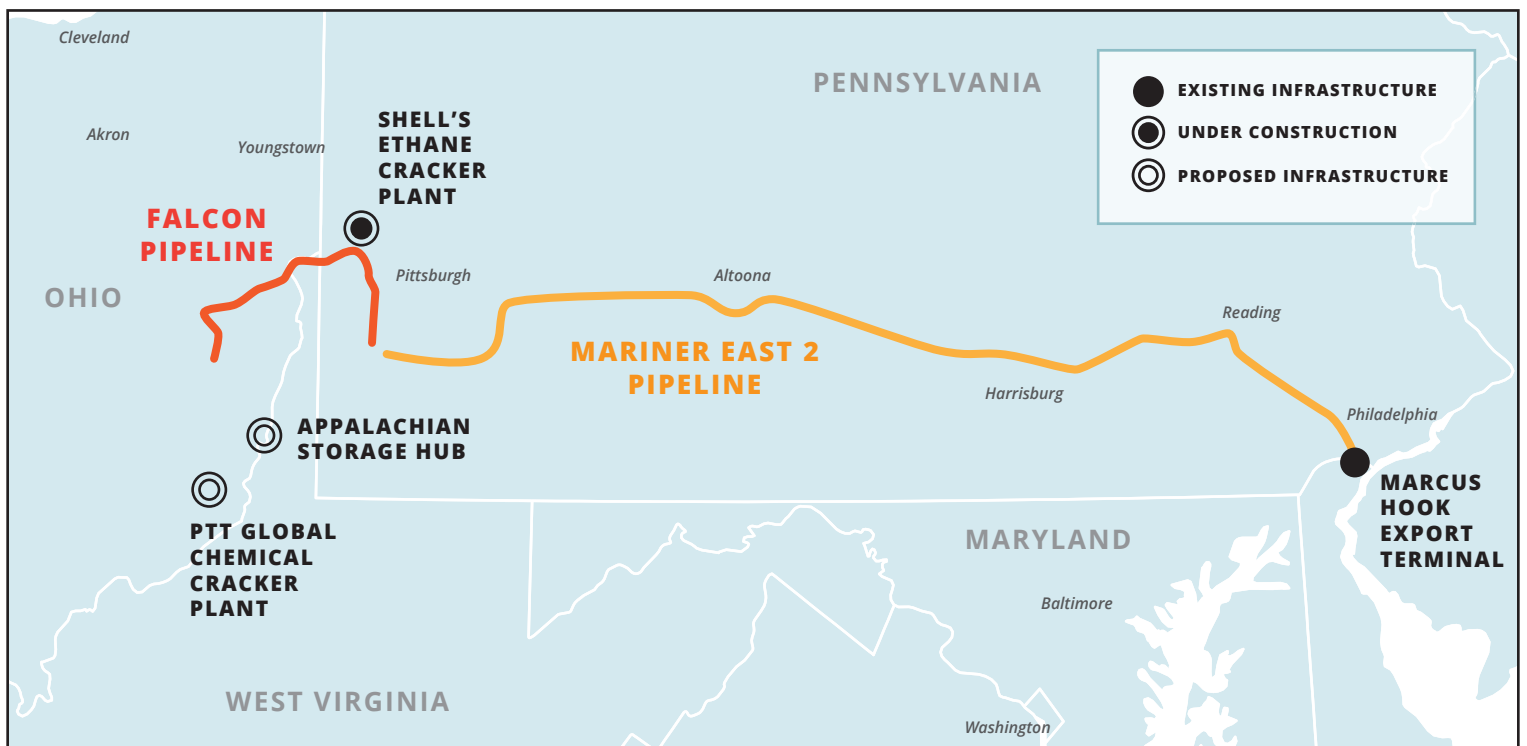 Cleveland
PENNSYLVANIA
EXISTING INFRASTRUCTURE
UNDER CONSTRUCTION
PROPOSED INFRASTRUCTURE
Akron
Youngstown
SHELL'S
ETHANE
CRACKER
PLANT
FALCON
PIPELINE
OHIO
Pittsburgh
Altoona
Reading
MARINER EAST 2
PIPELINE
Harrisburg
Philadelphia
APPALACHIAN
STORAGE HUB
MARCUS
HOOK
EXPORT
TERMINAL
PTT GLOBAL
CHEMICAL
CRACKER
PLANT
MARYLAND
Baltimore
WEST VIRGINIA
Washington